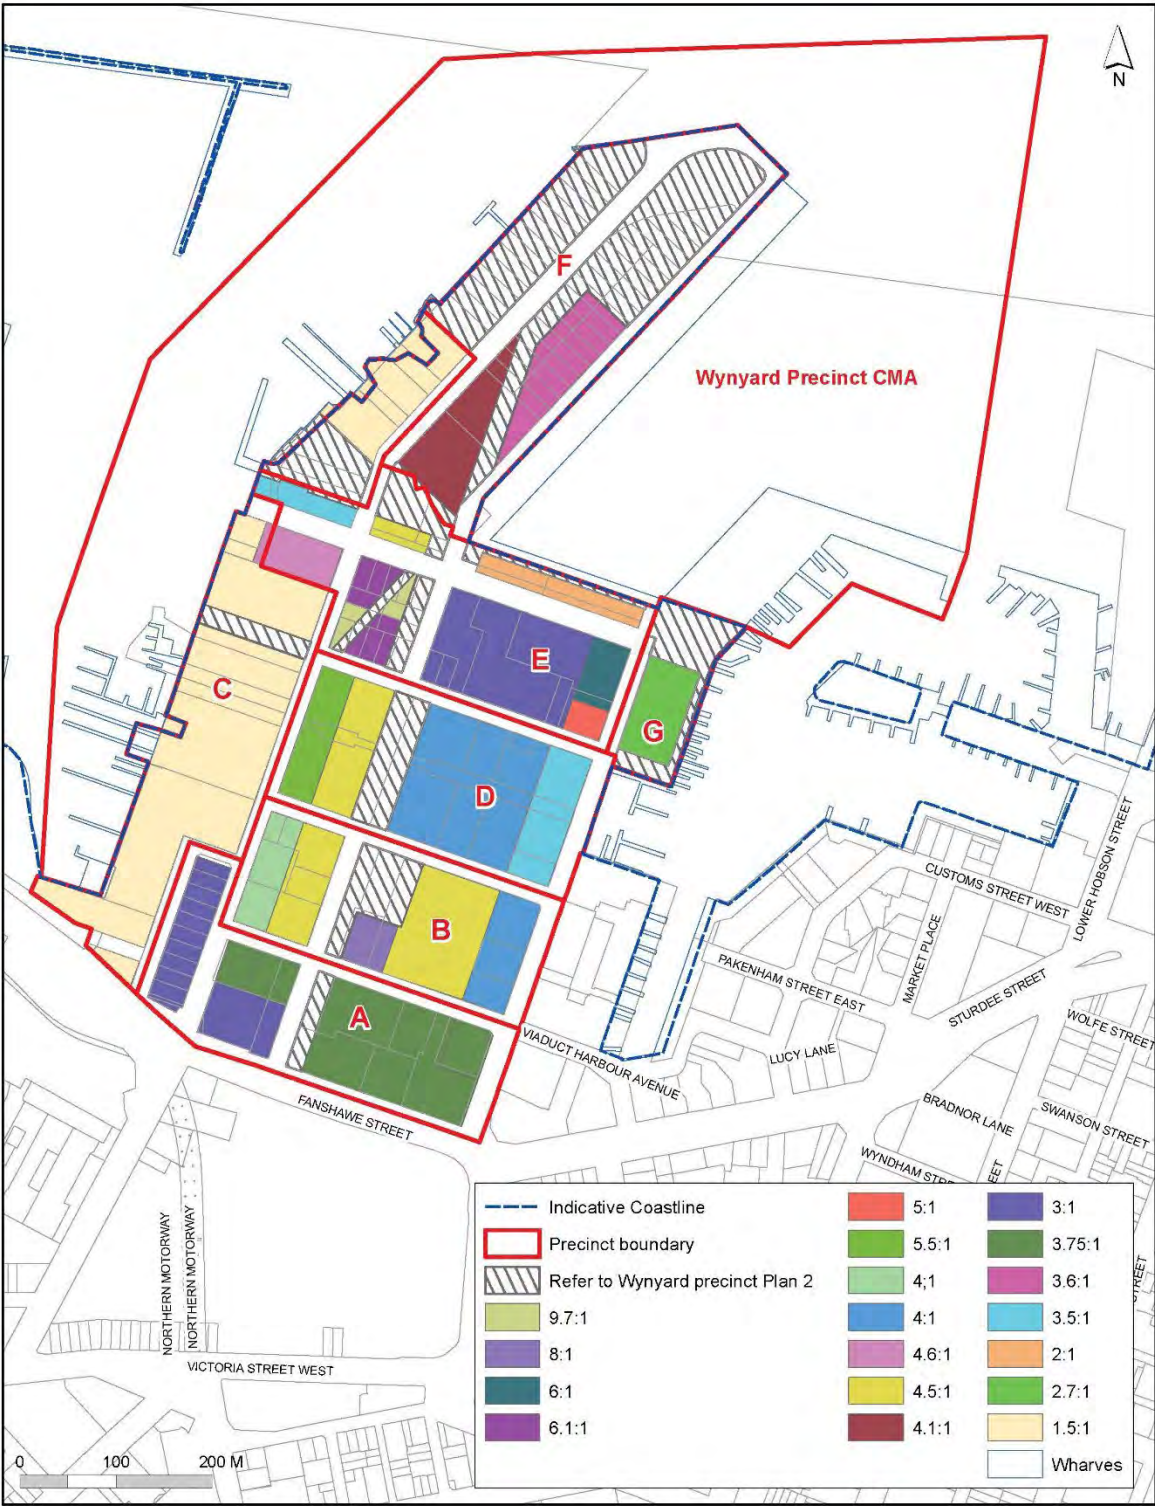 N
F
Wynyard Precinct CMA
E
C
G
D
B
A
CUSTOMS STREET WEST
LOWER HOBSON STREET
MARKET PLACE
PAKENHAM STREET EAST
STURDEE STREET
WOLFE STREET
LUCY LANE
VIADUCT HARBOUR AVENUE
BRADNOR LANE
SWANSON STREET
FANSHAWE STREET
WYNDHAM STRE
EET
STREET
NORTHERN MOTORWAY
NORTHERN MOTORWAY
VICTORIA STREET WEST
0 100 200 M
Indicative Coastline
Precinct boundary
Refer to Wynyard precinct Plan 2
9.7:1
8:1
6:1
6.1:1
5:1
5.5:1
4;1
4:1
4.6:1
4.5:1
4.1:1
3:1
3.75:1
3.6:1
3.5:1
2:1
2.7:1
1.5:1
Wharves